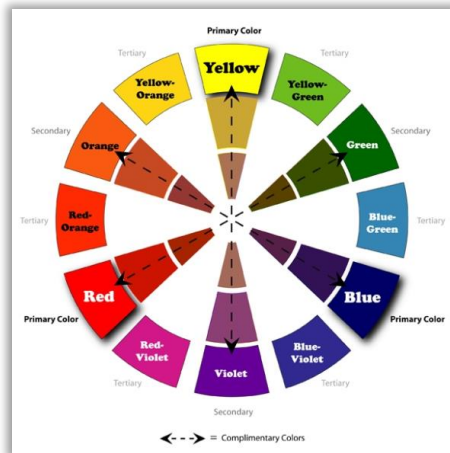 Primary Color
Tertiary
Yellow
Tertiary
Yellow-
Orange
Yellow-
Green
Secondary
Orange
Green
Secondary
Tertiary
Red-
Orange
Blue-
Green
Tertiary
Red
Blue
Primary Color
Primary Color
Red-
Violet
Violet
Blue-
Violet
Tertiary
Tertiary
Secondary
= Complimentary Colors